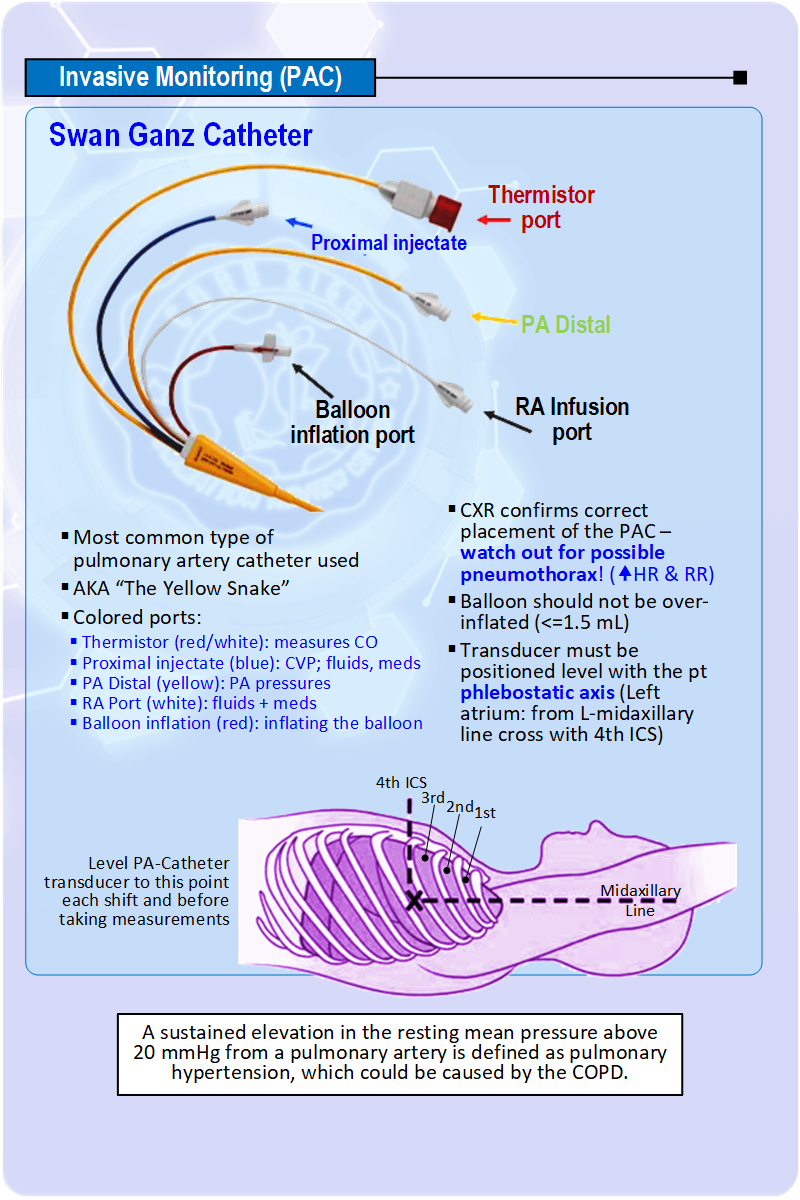 Invasive Monitoring (PAC)
Swan Ganz Catheter
Thermistor
port
Proximal injectate
PA Distal
Balloon
inflation port
RA Infusion
port
▪ Most common type of
pulmonary artery catheter used
▪ AKA “The Yellow Snake”
▪ Colored ports:
▪ Thermistor (red/white): measures CO
▪ Proximal injectate (blue): CVP; fluids, meds
▪ PA Distal (yellow): PA pressures
▪ RA Port (white): fluids + meds
▪ Balloon inflation (red): inflating the balloon
▪ CXR confirms correct
placement of the PAC –
watch out for possible
pneumothorax! (🡅HR & RR)
▪ Balloon should not be over-
inflated (<=1.5 mL)
▪ Transducer must be
positioned level with the pt
phlebostatic axis (Left
atrium: from L-midaxillary
line cross with 4th ICS)
4th ICS
3rd
2nd
1st
Level PA-Catheter
transducer to this point
each shift and before
taking measurements
X
Midaxillary
Line
A sustained elevation in the resting mean pressure above
20 mmHg from a pulmonary artery is defined as pulmonary
hypertension, which could be caused by the COPD.